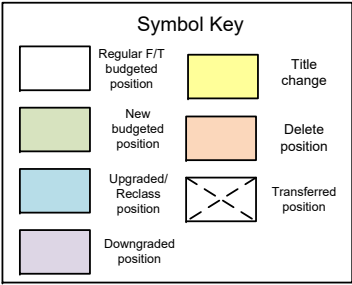 Symbol Key
Regular F/T
budgeted
position
Title
change
New
budgeted
position
Delete
position
Upgraded/
Reclass
position
Transferred
position
Downgraded
position